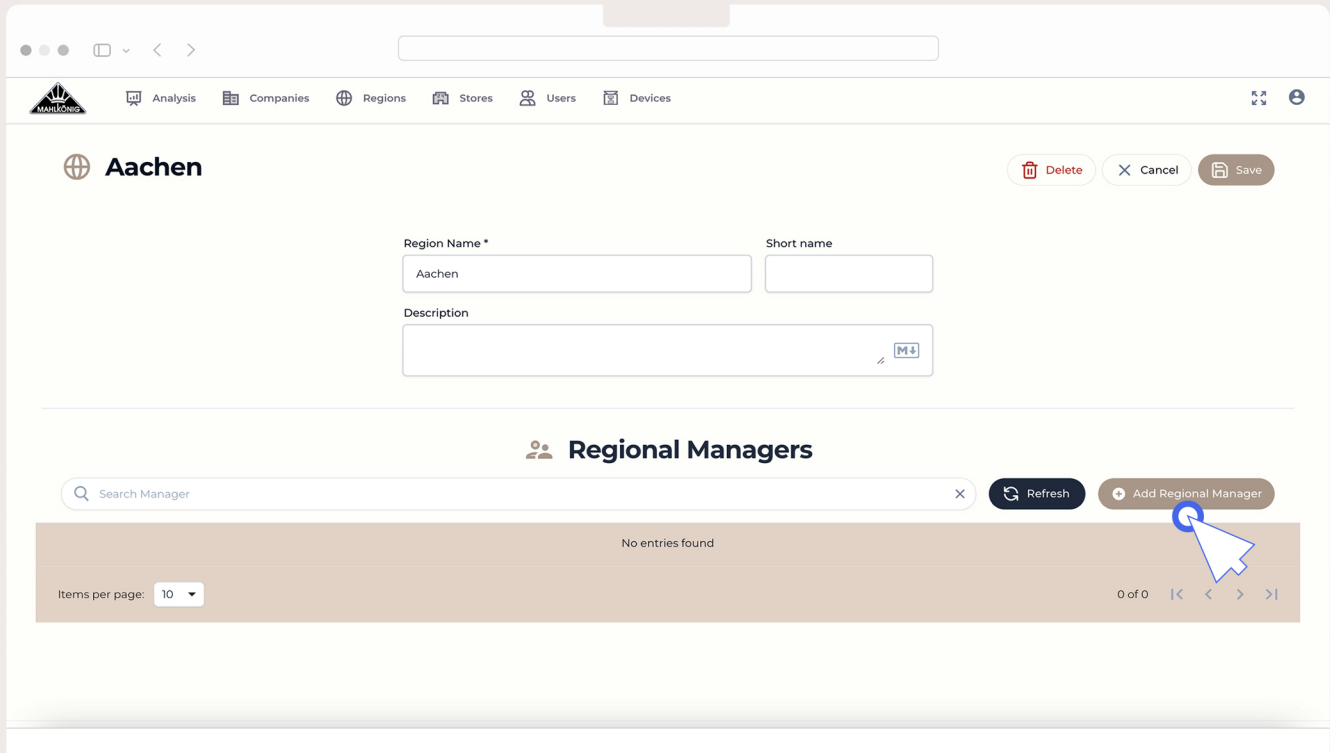 MAHLKÖNIG
Analysis
Companies
Regions
Stores
Users
Devices
Aachen
Delete
Cancel
Save
Region Name *
Short name
Aachen
Description
M
Regional Managers
Search Manager
Refresh
Add Regional Manager
No entries found
Items per page:
10
0 of 0